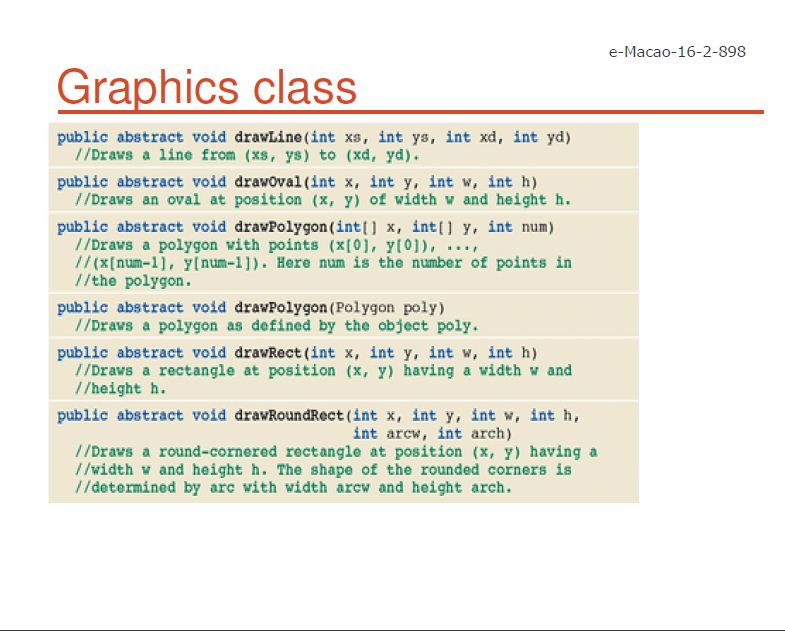 e-Macao-16-2-898
Graphics class
public abstract void drawLine(int xs, int ys, int xd, int yd)
//Draws a line from (xs, ys) to (xd, yd).
public abstract void drawOval(int x, int y, int w, int h)
//Draws an oval at position (x, y) of width w and height h.
public abstract void drawPolygon(int[] x, int[] y, int num)
//Draws a polygon with points (x[0], y[0]), ...,
//(x[num-1], y[num-1]). Here num is the number of points in
//the polygon.
public abstract void drawPolygon(Polygon poly)
//Draws a polygon as defined by the object poly.
public abstract void drawRect(int x, int y, int w, int h)
//Draws a rectangle at position (x, y) having a width w and
//height h.
public abstract void drawRoundRect(int x, int y, int w, int h,
int arcw, int arch)
//Draws a round-cornered rectangle at position (x, y) having a
//width w and height h. The shape of the rounded corners is
//determined by arc with width arcw and height arch.